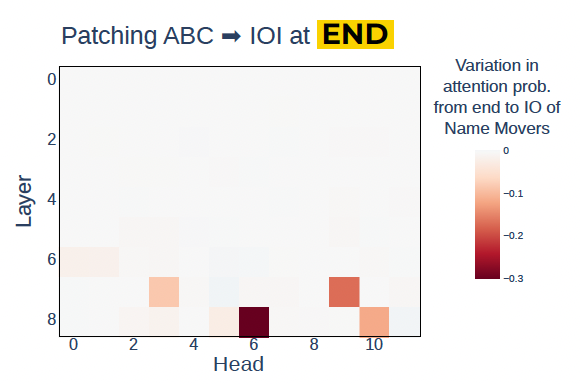 Patching ABC ➡ IOI at END
Variation in
attention prob.
from end to IO of
Name Movers
0
−0.1
−0.2
−0.3
Layer
0
2
4
6
8
0 2 4 6 8 10
Head